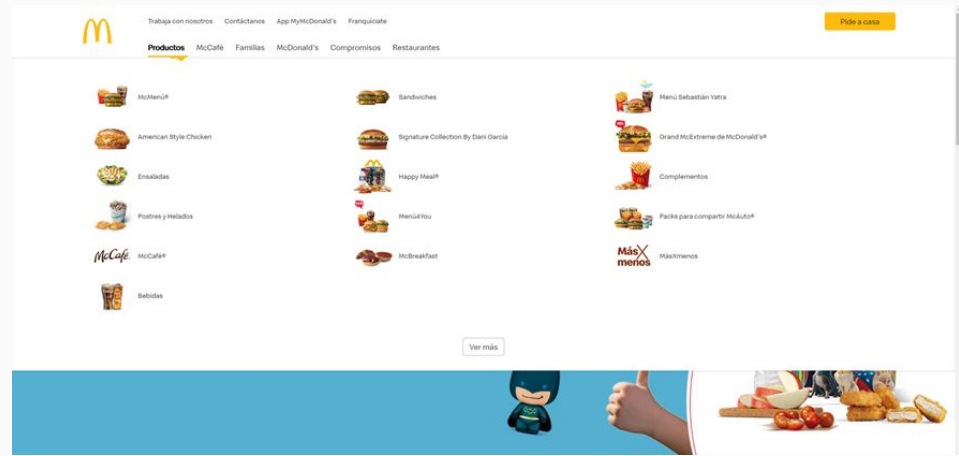 Trabaja con nosotros Contáctanos App MyMcDonald's Franquíciate
Pide a casa
Productos McCafé Familias McDonald's Compromisos Restaurantes
McMenú® Sandwiches Menú Sebastián Yatra
American Style Chicken Signature Collection By Dani García Grand McExtreme de McDonald's®
Ensaladas Happy Meal® Complementos
Postres y Helados Menú4You Packs para compartir McAuto®
McCafé. McCafé® McBreakfast MásXmenos MásXmenos
Bebidas
Ver más